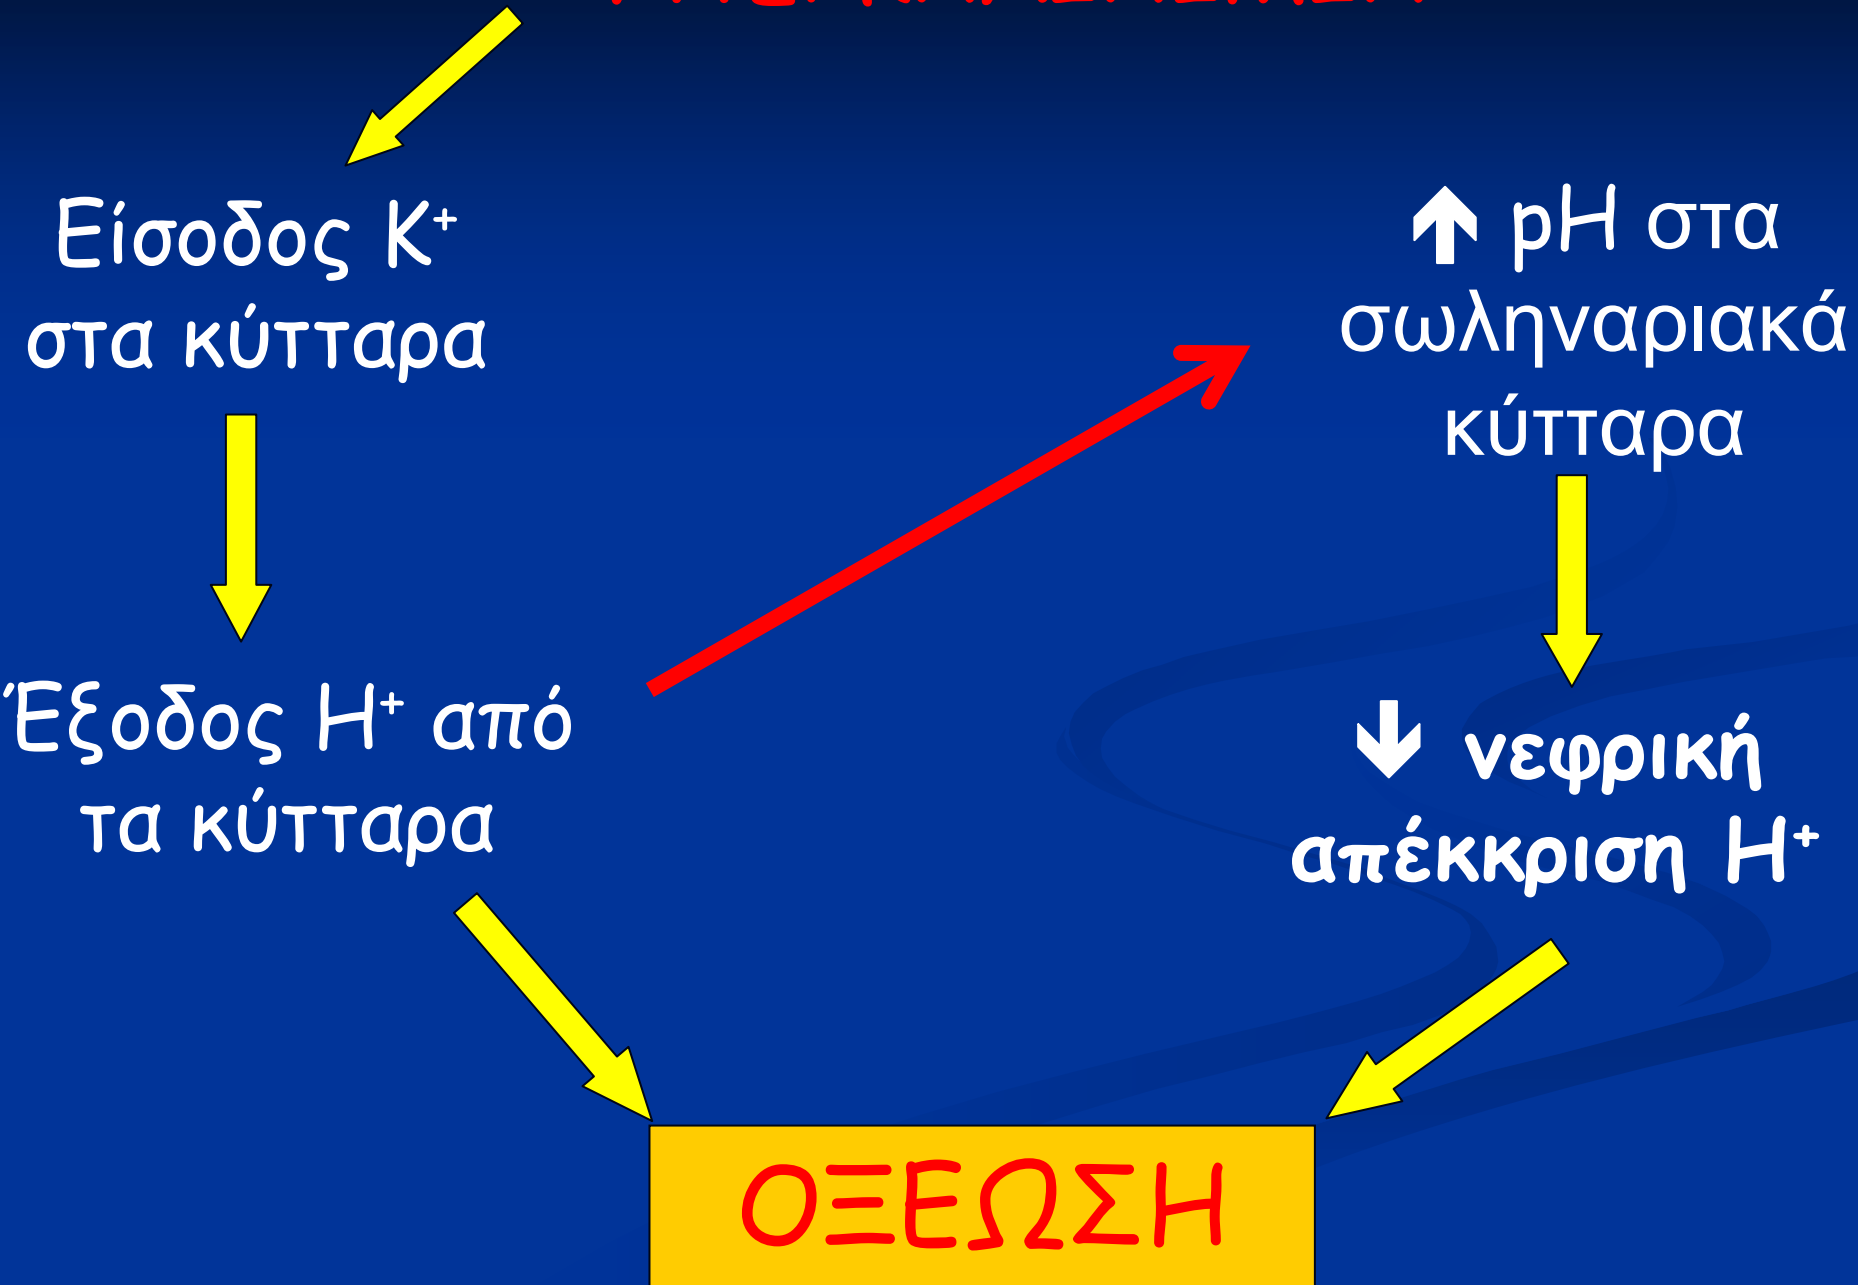 Είσοδος K⁺
στα κύτταρα
↑ pH στα
σωληναριακά
κύτταρα
Έξοδος H⁺ από
τα κύτταρα
↓ νεφρική
απέκκριση H⁺
ΟΞΕΩΣΗ